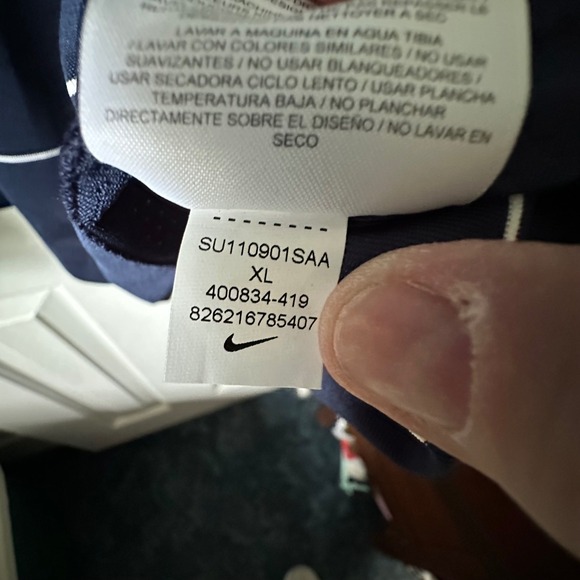 NETTOYER A SEC
LAVAR A MAQUINA EN AGUA TIBIA
/LAVAR CON COLORES SIMILARES / NO USAR
SUAVIZANTES / NO USAR BLANQUEADORES /
USAR SECADORA CICLO LENTO / USAR PLANCHA
TEMPERATURA BAJA / NO PLANCHAR
DIRECTAMENTE SOBRE EL DISEÑO / NO LAVAR EN
SECO
SU110901SAA
XL
400834-419
826216785407